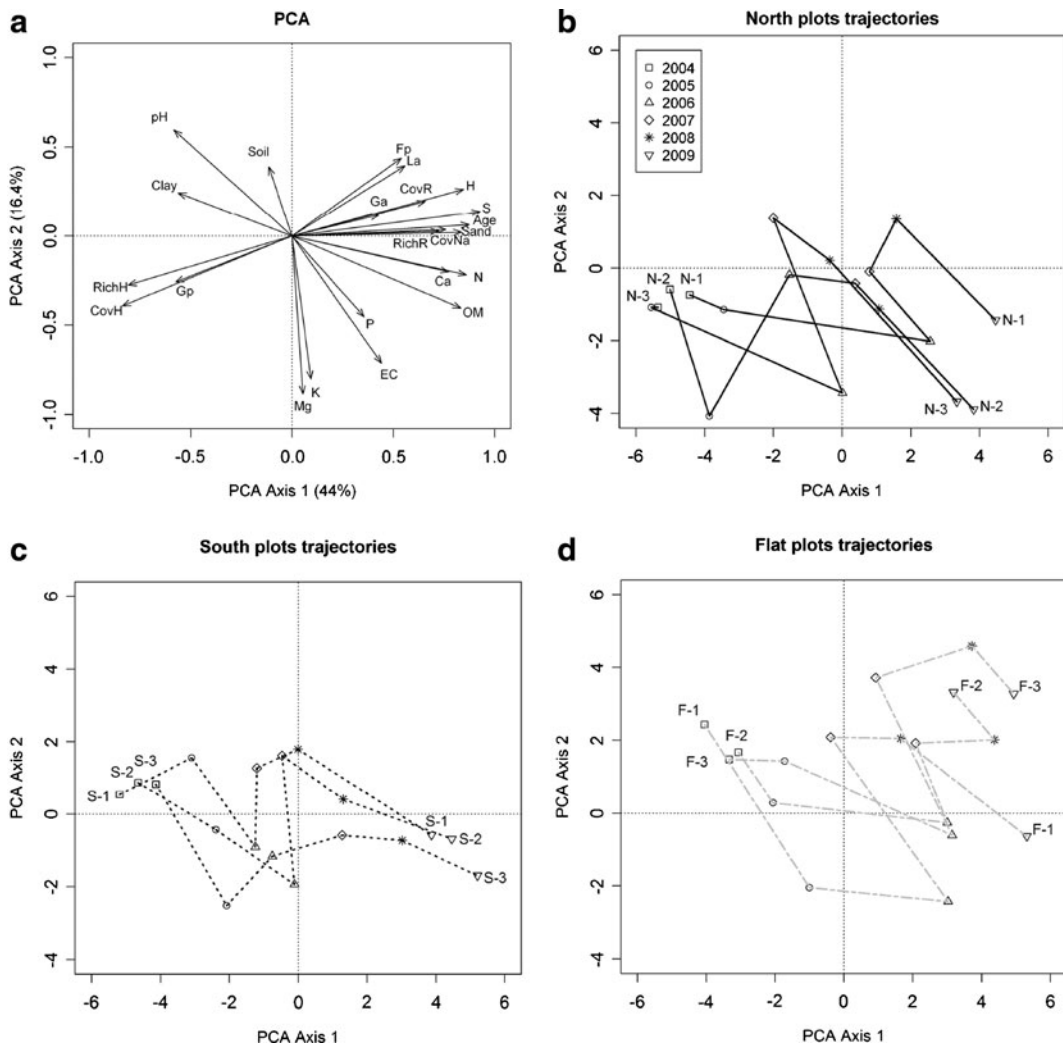 a
PCA
PCA Axis 2 (16.4%)
1.0
0.5
0.0
-0.5
-1.0
pH
Soil
Clay
Fp
La
CovR
H
Ga
S
Age
Sand
RichR
CovNa
RichH
Gp
CovH
Ca
N
OM
P
EC
K
Mg
-1.0 -0.5 0.0 0.5 1.0
PCA Axis 1 (44%)
b
North plots trajectories
PCA Axis 2
6
4
2
0
-2
-4
2004
2005
2006
2007
2008
2009
N-2 N-1
N-3
N-1
N-3
N-2
-6 -4 -2 0 2 4 6
PCA Axis 1
c
South plots trajectories
PCA Axis 2
6
4
2
0
-2
-4
S-3
S-2
S-1
S-1
S-2
S-3
-6 -4 -2 0 2 4 6
PCA Axis 1
d
Flat plots trajectories
PCA Axis 2
6
4
2
0
-2
-4
F-1
F-2
F-3
F-2
F-3
F-1
-6 -4 -2 0 2 4 6
PCA Axis 1